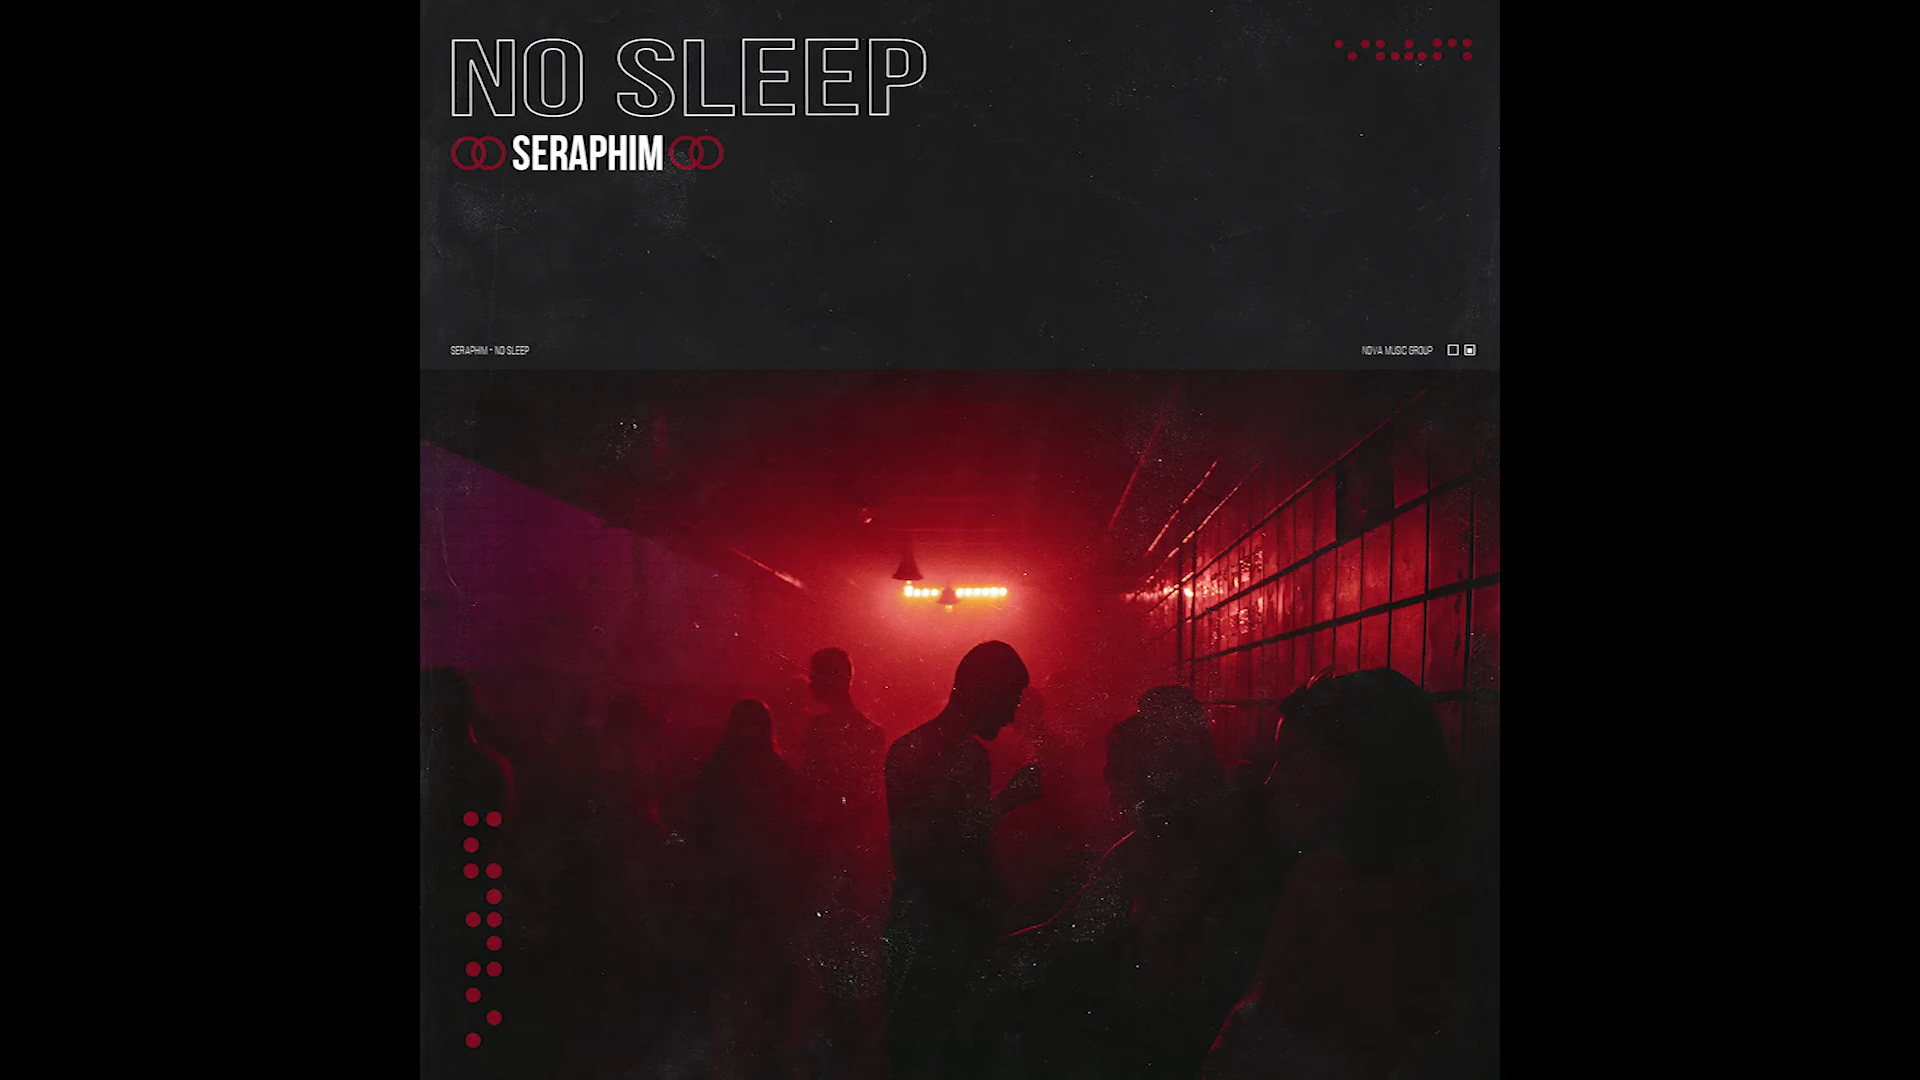 NO SLEEP
SERAPHIM
SERAPHIM - NO SLEEP
NOVA MUSIC GROUP